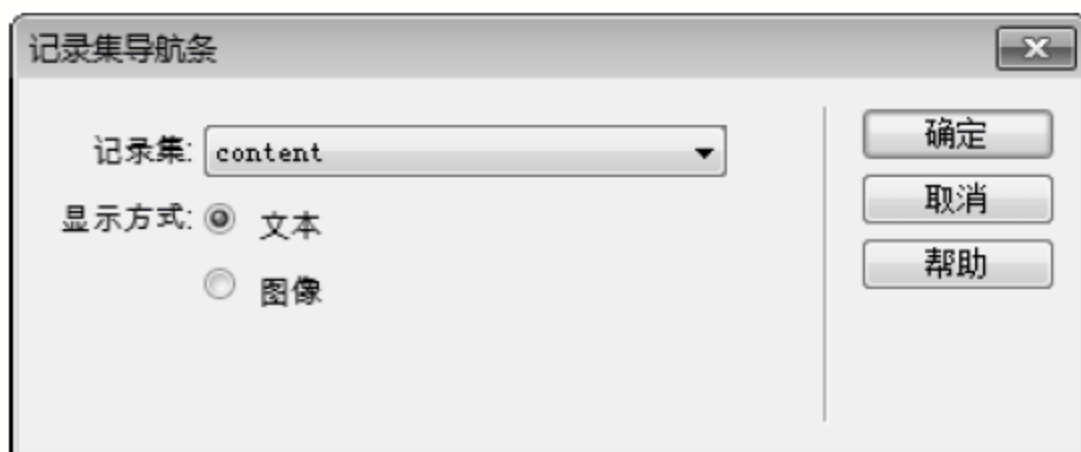 记录集导航条
记录集: content
显示方式: 文本
图像
确定
取消
帮助